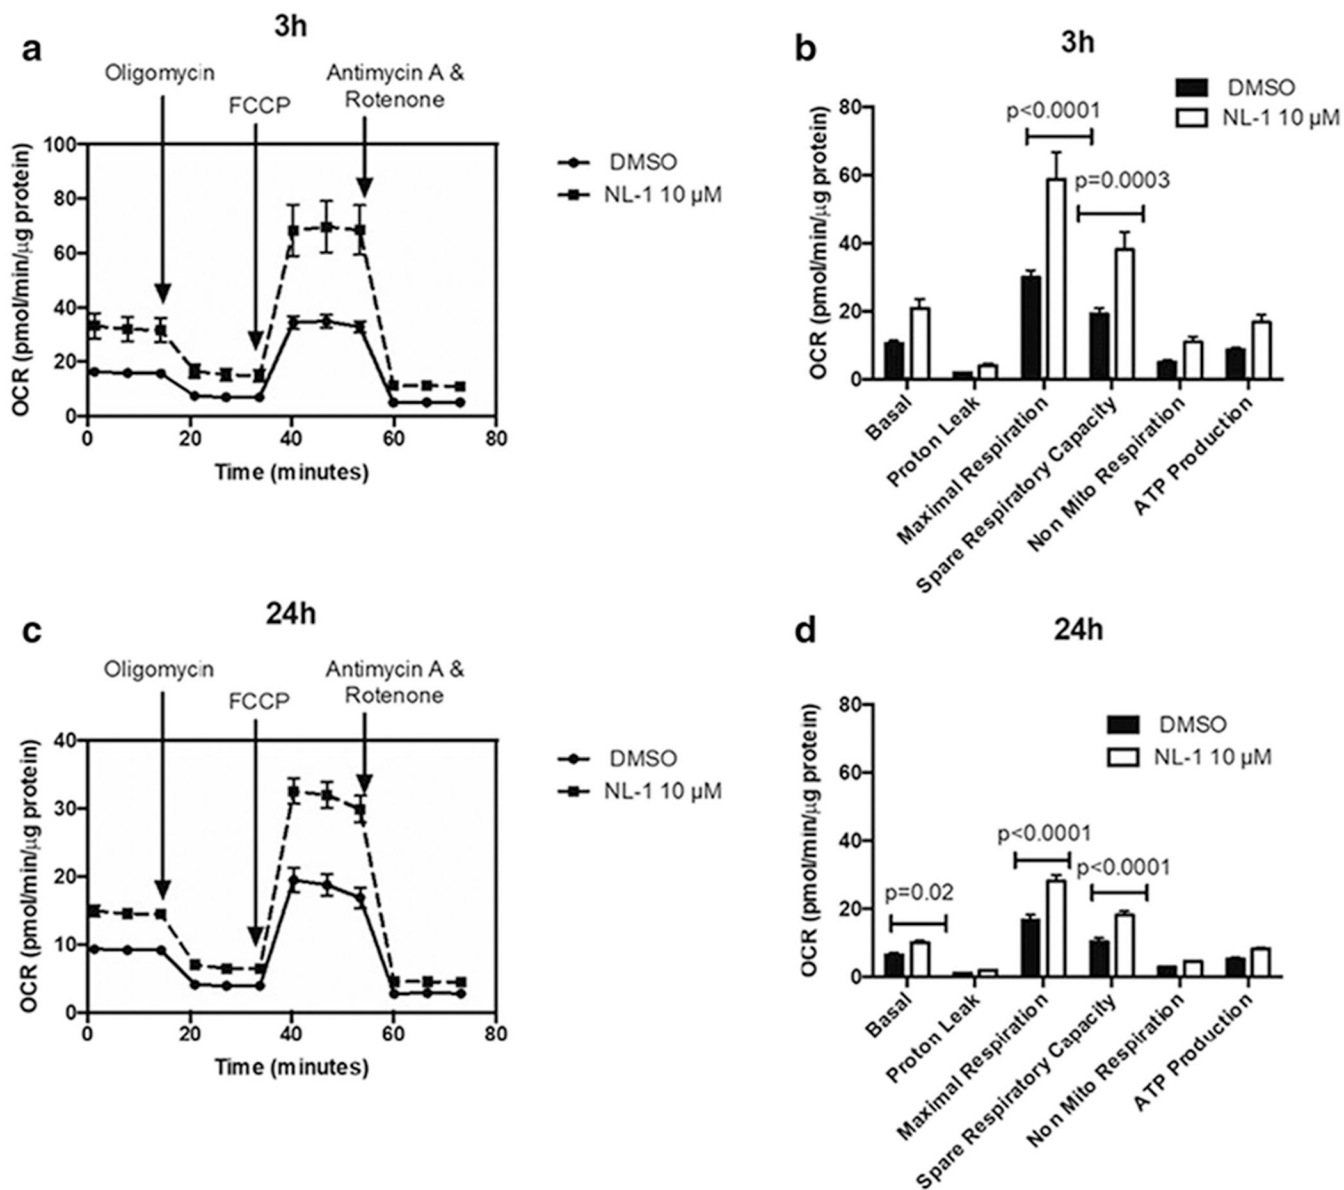 a
3h
Oligomycin
FCCP
Antimycin A &
Rotenone
OCR (pmol/min/µg protein)
100
80
60
40
20
0
0 20 40 60 80
Time (minutes)
DMSO
NL-1 10 µM
b
3h
DMSO
NL-1 10 µM
p<0.0001
p=0.0003
OCR (pmol/min/µg protein)
80
60
40
20
0
Basal
Proton Leak
Maximal Respiration
Spare Respiratory Capacity
Non Mito Respiration
ATP Production
c
24h
Oligomycin
FCCP
Antimycin A &
Rotenone
OCR (pmol/min/µg protein)
40
30
20
10
0
0 20 40 60 80
Time (minutes)
DMSO
NL-1 10 µM
d
24h
DMSO
NL-1 10 µM
p<0.0001
p<0.0001
p=0.02
OCR (pmol/min/µg protein)
80
60
40
20
0
Basal
Proton Leak
Maximal Respiration
Spare Respiratory Capacity
Non Mito Respiration
ATP Production